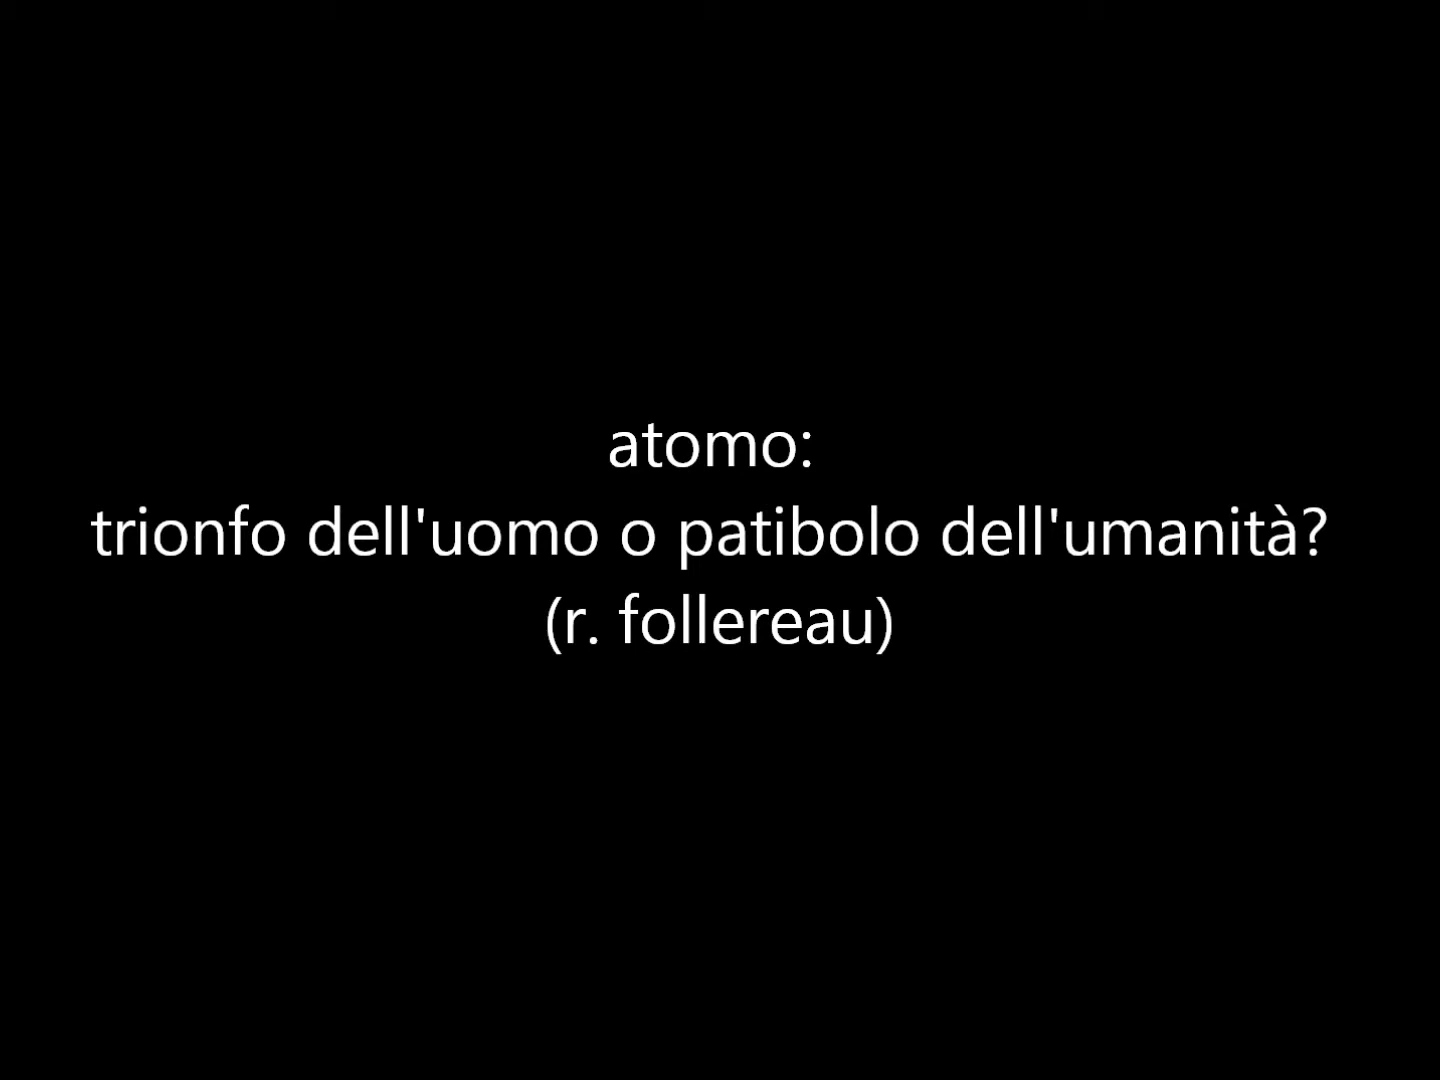 atomo:
trionfo dell'uomo o patibolo dell'umanità?
(r. follereau)